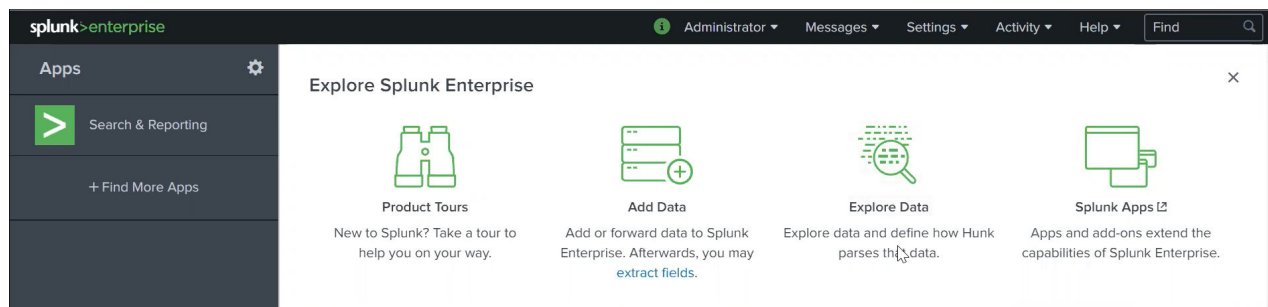 splunk>enterprise
i Administrator Messages Settings Activity Help Find
Apps
Explore Splunk Enterprise
Search & Reporting
+ Find More Apps
Product Tours
New to Splunk? Take a tour to
help you on your way.
Add Data
Add or forward data to Splunk
Enterprise. Afterwards, you may
extract fields.
Explore Data
Explore data and define how Hunk
parses that data.
Splunk Apps
Apps and add-ons extend the
capabilities of Splunk Enterprise.